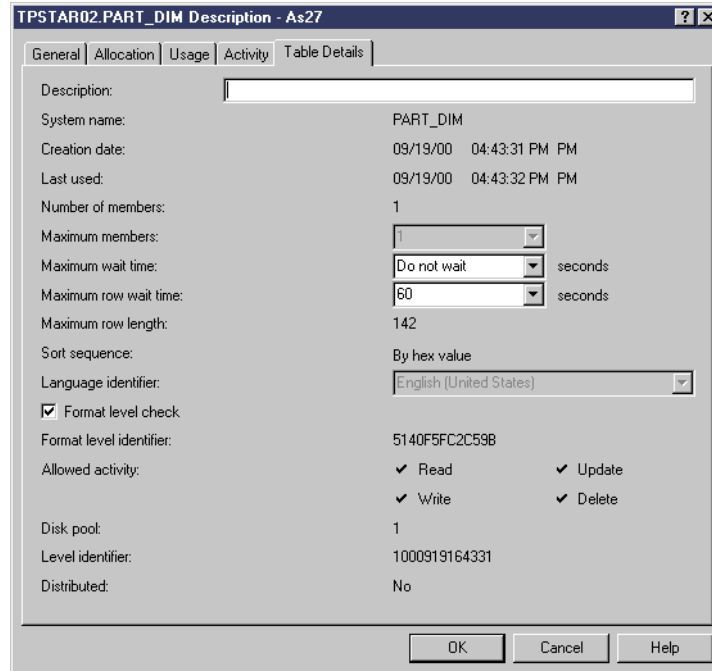 TPSTAR02.PART_DIM Description - As27
General Allocation Usage Activity Table Details
Description:
System name: PART_DIM
Creation date: 09/19/00 04:43:31 PM PM
Last used: 09/19/00 04:43:32 PM PM
Number of members: 1
Maximum members: 1
Maximum wait time: Do not wait seconds
Maximum row wait time: 60 seconds
Maximum row length: 142
Sort sequence: By hex value
Language identifier: English (United States)
Format level check
Format level identifier: 5140F5FC2C59B
Allowed activity: Read Update
Write Delete
Disk pool: 1
Level identifier: 1000919164331
Distributed: No
OK Cancel Help